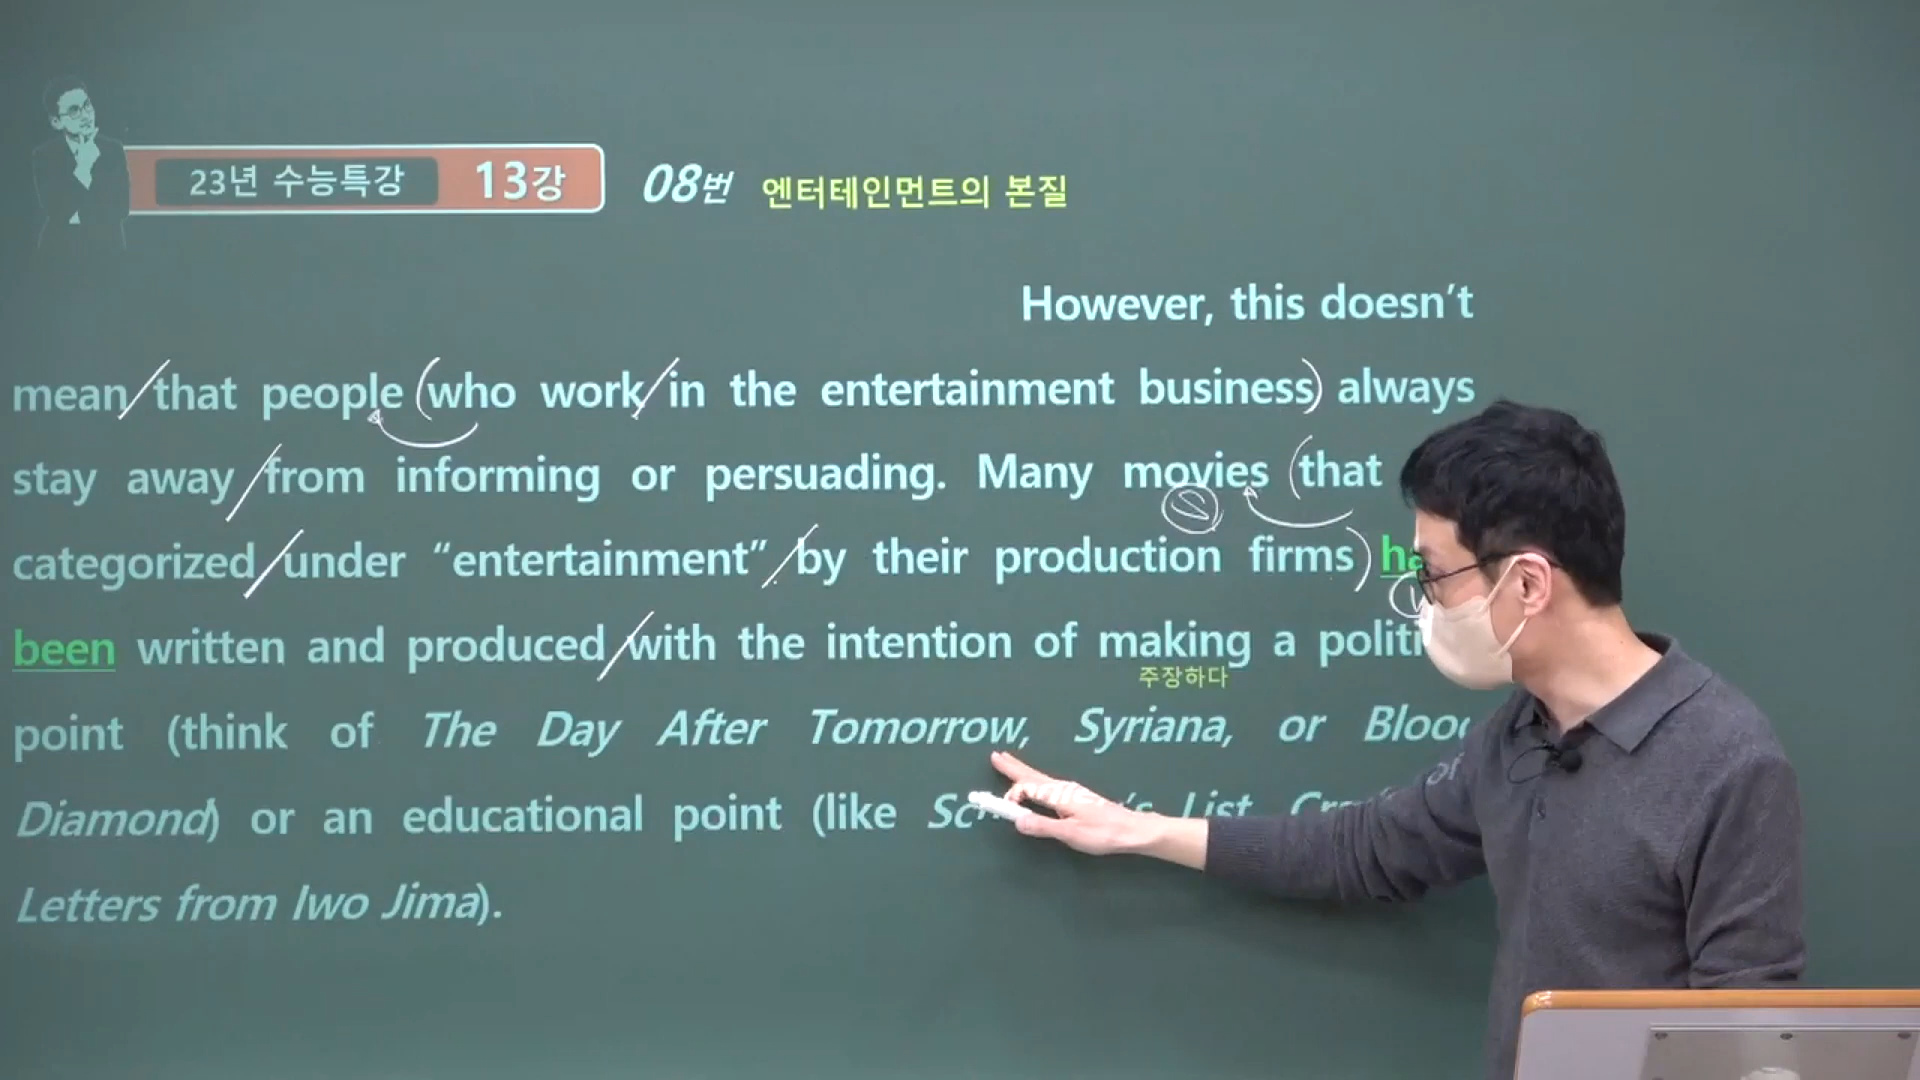 23년 수능특강 13강 08번 엔터테인먼트의 본질
However, this doesn't
mean that people (who work in the entertainment business) always
stay away from informing or persuading. Many movies (that
S
categorized under “entertainment” by their production firms)
been written and produced with the intention of making a
주장하다
point (think of The Day After Tomorrow, Syriana, or
Diamond) or an educational point (like List,
Letters from Iwo Jima).